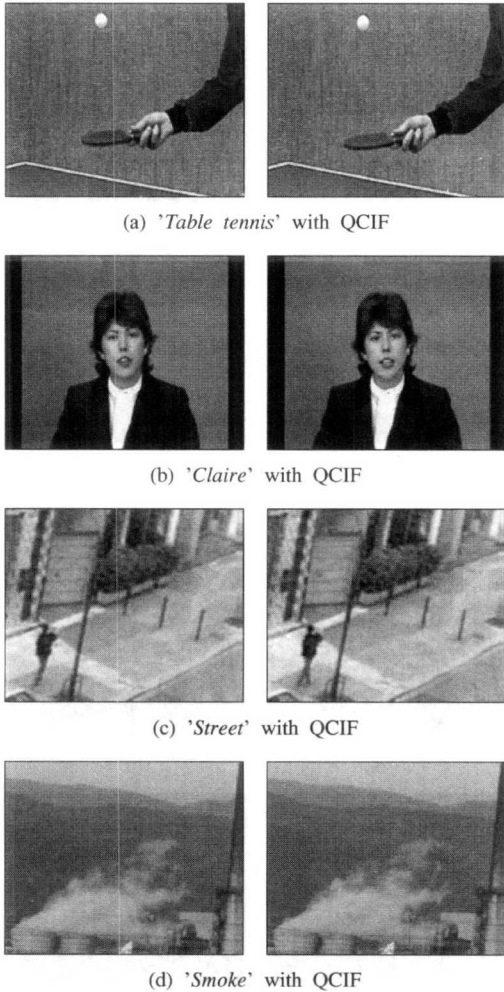 (a) 'Table tennis' with QCIF
(b) 'Claire' with QCIF
(c) 'Street' with QCIF
(d) 'Smoke' with QCIF